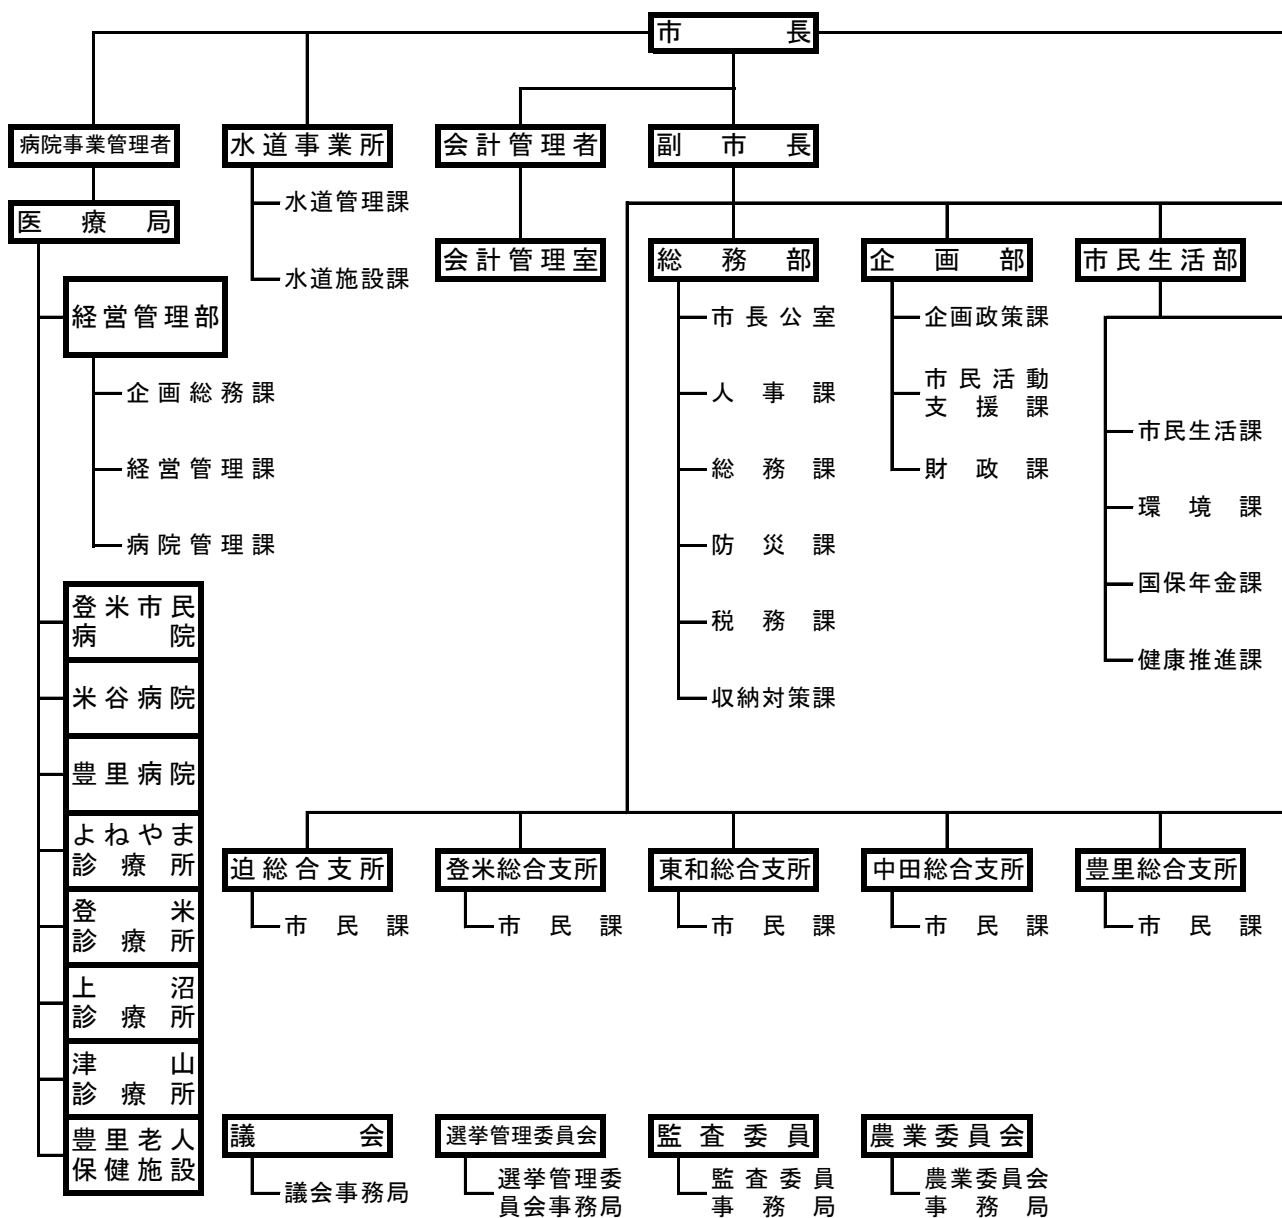 市長
病院事業管理者
水道事業所
会計管理者
副市長
医療局
水道管理課
水道施設課
会計管理室
総務部
企画部
市民生活部
経営管理部
企画総務課
経営管理課
病院管理課
市長公室
人事課
総務課
防災課
税務課
収納対策課
企画政策課
市民活動
支援課
財政課
市民生活課
環境課
国保年金課
健康推進課
登米市民
病院
米谷病院
豊里病院
よねやま
診療所
登米
診療所
上沼
診療所
津山
診療所
豊里老人
保健施設
迫総合支所
市民課
登米総合支所
市民課
東和総合支所
市民課
中田総合支所
市民課
豊里総合支所
市民課
議会
議会事務局
選挙管理委員会
選挙管理委
員会事務局
監査委員
監査委員
事務局
農業委員会
農業委員会
事務局